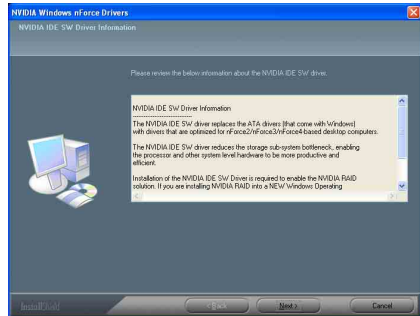 NVIDIA Windows nForce Drivers
NVIDIA IDE SW Driver Information
Please review the below information about the NVIDIA IDE SW driver.
NVIDIA IDE SW Driver Information
----------------------------------------
The NVIDIA IDE SW driver replaces the ATA drivers (that come with Windows)
with drivers that are optimized for nForce2/nForce3/nForce4-based desktop computers.
The NVIDIA IDE SW driver reduces the storage sub-system bottleneck, enabling
the processor and other system level hardware to be more productive and
efficient.
Installation of the NVIDIA IDE SW Driver is required to enable the NVIDIA RAID
solution. If you are installing NVIDIA RAID into a NEW Windows Operating
InstallShield
< Back
Next >
Cancel